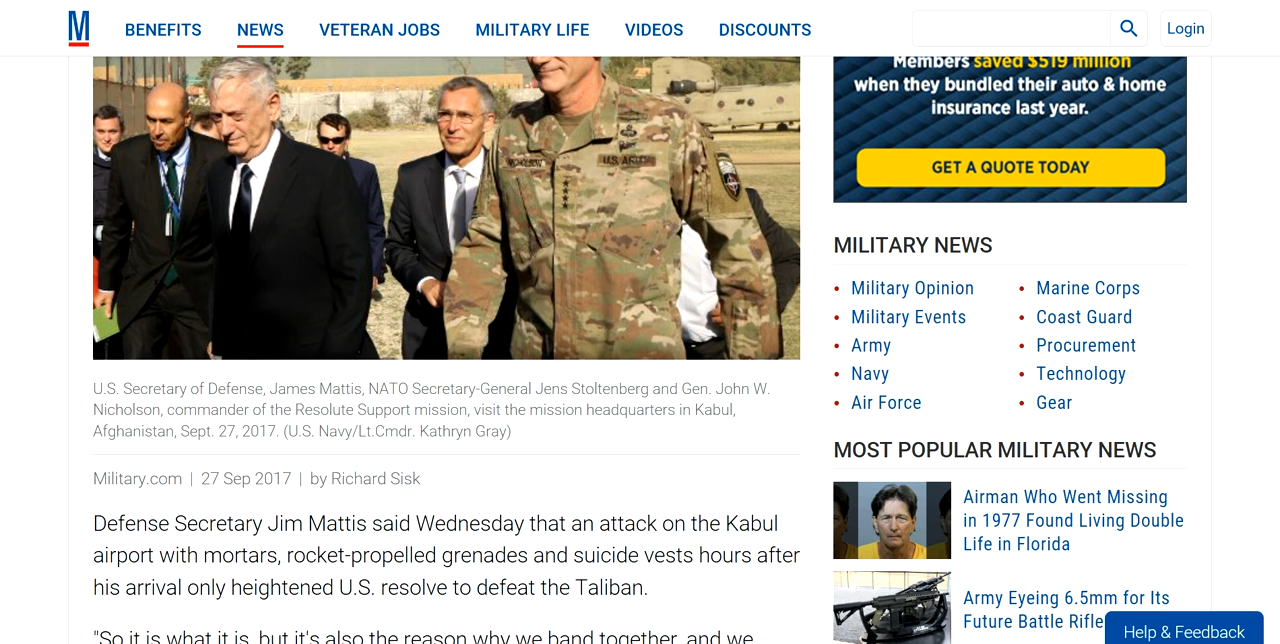 M BENEFITS NEWS VETERAN JOBS MILITARY LIFE VIDEOS DISCOUNTS Login
NICHOLSON U.S. ARMY
U.S. Secretary of Defense, James Mattis, NATO Secretary-General Jens Stoltenberg and Gen. John W.
Nicholson, commander of the Resolute Support mission, visit the mission headquarters in Kabul,
Afghanistan, Sept. 27, 2017. (U.S. Navy/Lt.Cmdr. Kathryn Gray)
Military.com | 27 Sep 2017 | by Richard Sisk
Defense Secretary Jim Mattis said Wednesday that an attack on the Kabul
airport with mortars, rocket-propelled grenades and suicide vests hours after
his arrival only heightened U.S. resolve to defeat the Taliban.
"So it is what it is, but it's also the reason why we band together, and we
Members saved $519 million
when they bundled their auto & home
insurance last year.
GET A QUOTE TODAY
MILITARY NEWS
• Military Opinion
• Military Events
• Army
• Navy
• Air Force
• Marine Corps
• Coast Guard
• Procurement
• Technology
• Gear
MOST POPULAR MILITARY NEWS
Airman Who Went Missing
in 1977 Found Living Double
Life in Florida
Army Eyeing 6.5mm for Its
Future Battle Rifle
Help & Feedback